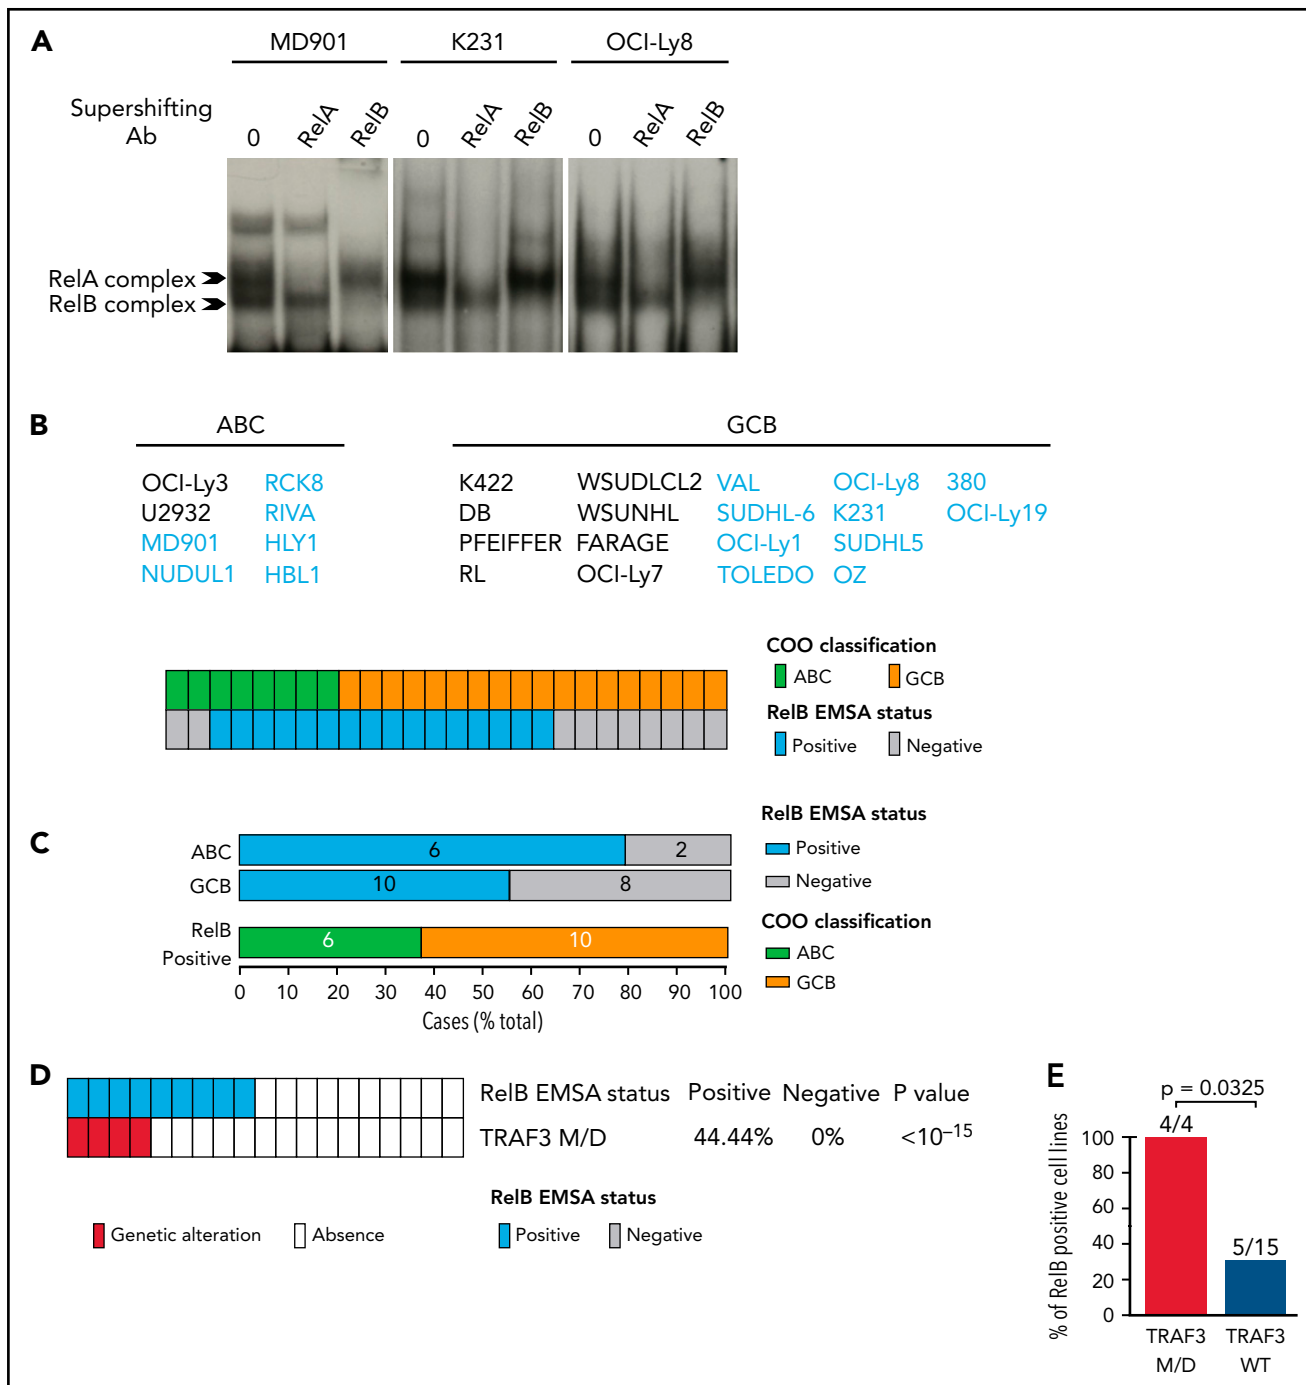 A
MD901 K231 OCI-Ly8
Supershifting
Ab
0 RelA RelB 0 RelA RelB 0 RelA RelB
RelA complex
RelB complex
B
ABC GCB
OCI-Ly3 RCK8 K422 WSUDLCL2 VAL OCI-Ly8 380
U2932 RIVA DB WSUNHL SUDHL-6 K231 OCI-Ly19
MD901 HLY1 PFEIFFER FARAGE OCI-Ly1 SUDHL5
NUDUL1 HBL1 RL OCI-Ly7 TOLEDO OZ
COO classification
ABC GCB
RelB EMSA status
Positive Negative
C
ABC 6 2
GCB 10 8
RelB
Positive
6 10
0 10 20 30 40 50 60 70 80 90 100
Cases (% total)
RelB EMSA status
Positive
Negative
COO classification
ABC
GCB
D
RelB EMSA status Positive Negative P value
TRAF3 M/D 44.44% 0% <10⁻¹⁵
RelB EMSA status
Genetic alteration Absence Positive Negative
E
p = 0.0325
4/4
5/15
% of RelB positive cell lines
100
80
60
40
20
0
TRAF3 TRAF3
M/D WT